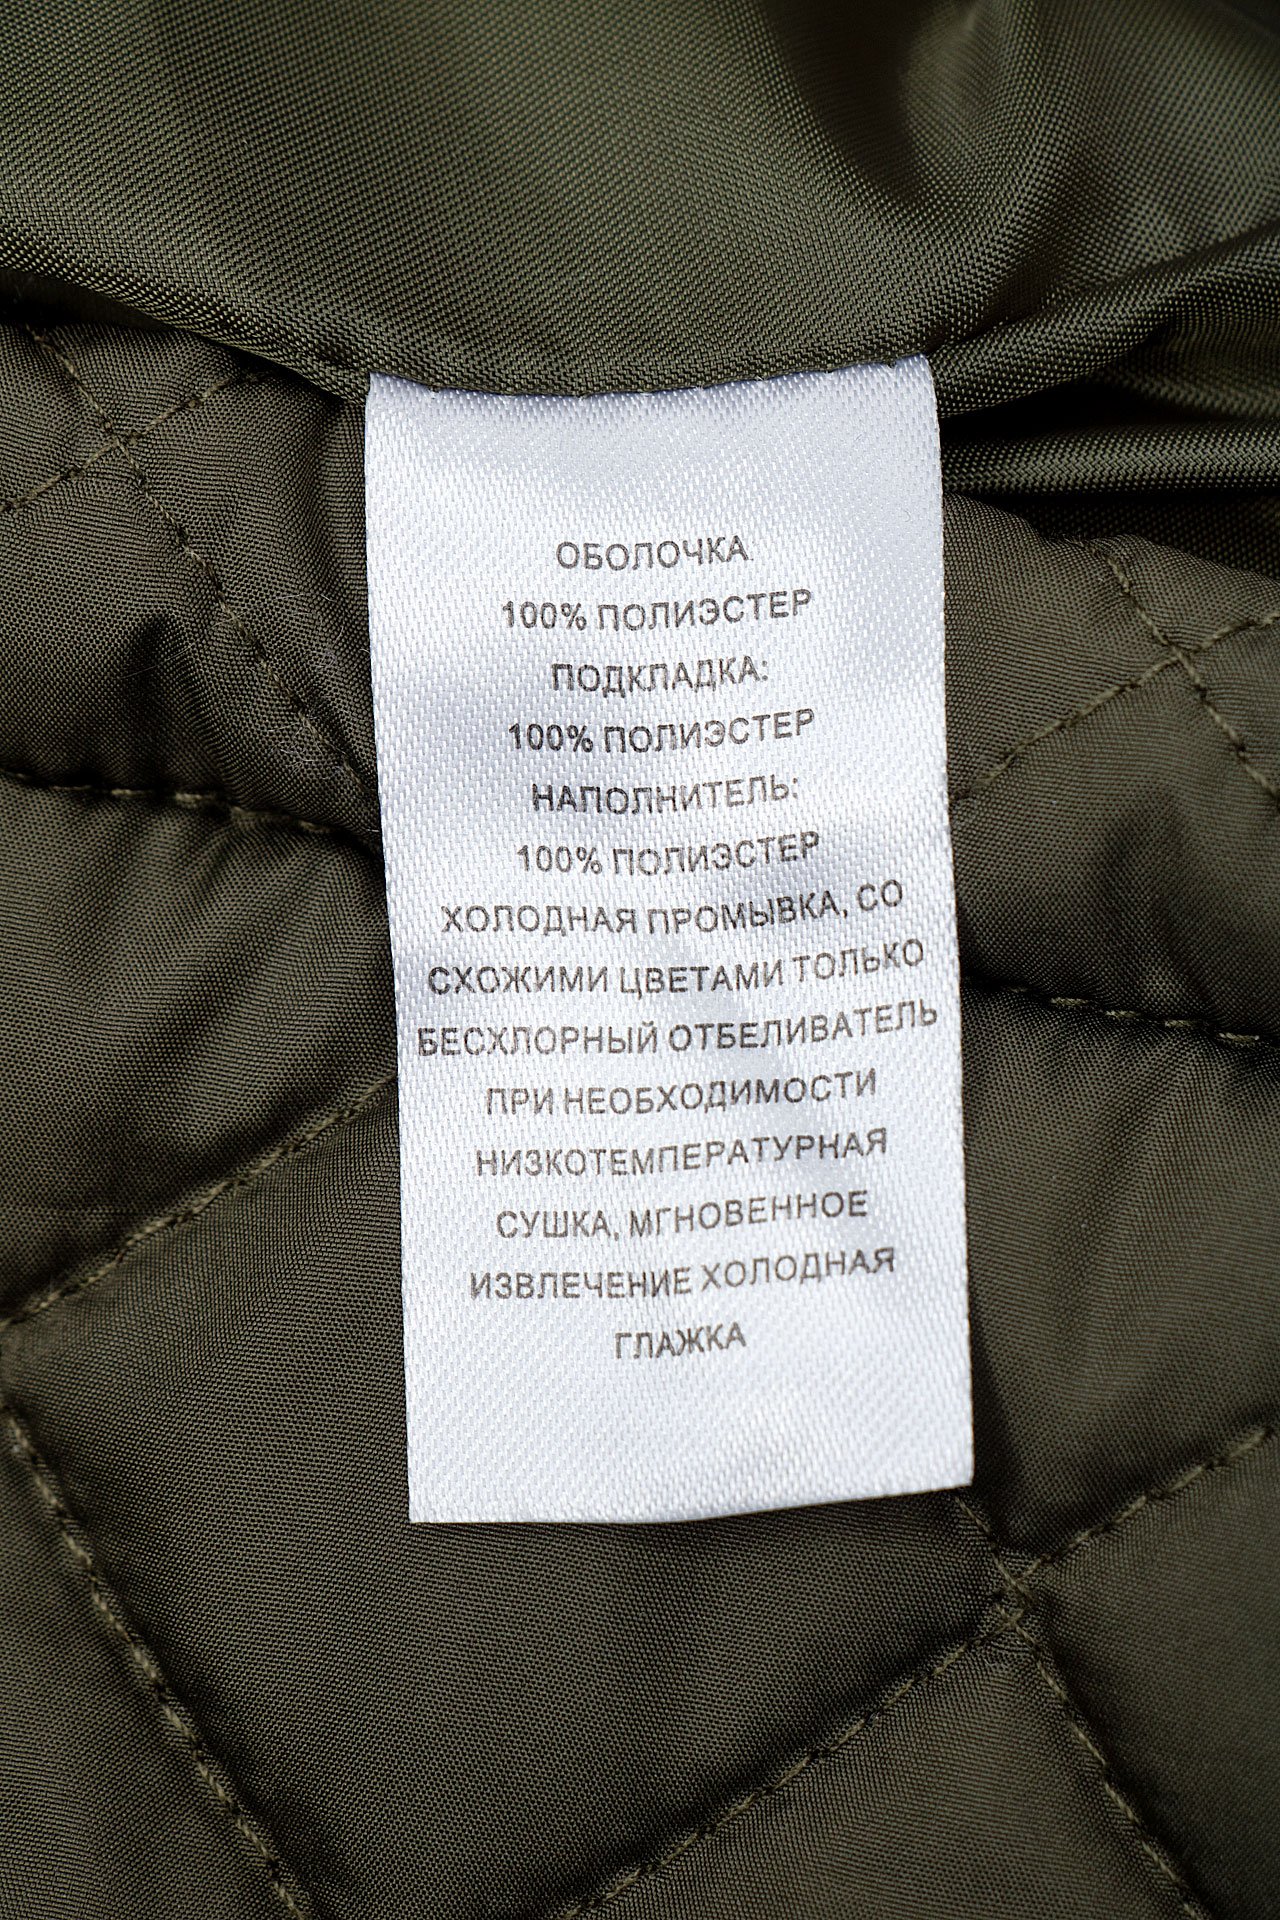 ОБОЛОЧКА
100% ПОЛИЭСТЕР
ПОДКЛАДКА:
100% ПОЛИЭСТЕР
НАПОЛНИТЕЛЬ:
100% ПОЛИЭСТЕР
ХОЛОДНАЯ ПРОМЫВКА, СО
СХОЖИМИ ЦВЕТАМИ ТОЛЬКО
БЕСХЛОРНЫЙ ОТБЕЛИВАТЕЛЬ
ПРИ НЕОБХОДИМОСТИ
НИЗКОТЕМПЕРАТУРНАЯ
СУШКА, МГНОВЕННОЕ
ИЗВЛЕЧЕНИЕ ХОЛОДНАЯ
ГЛАЖКА